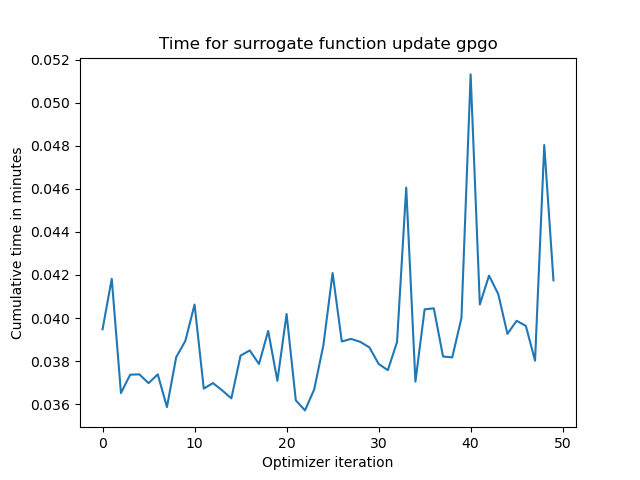 Time for surrogate function update gpgo
Cumulative time in minutes
0.052
0.050
0.048
0.046
0.044
0.042
0.040
0.038
0.036
0 10 20 30 40 50
Optimizer iteration